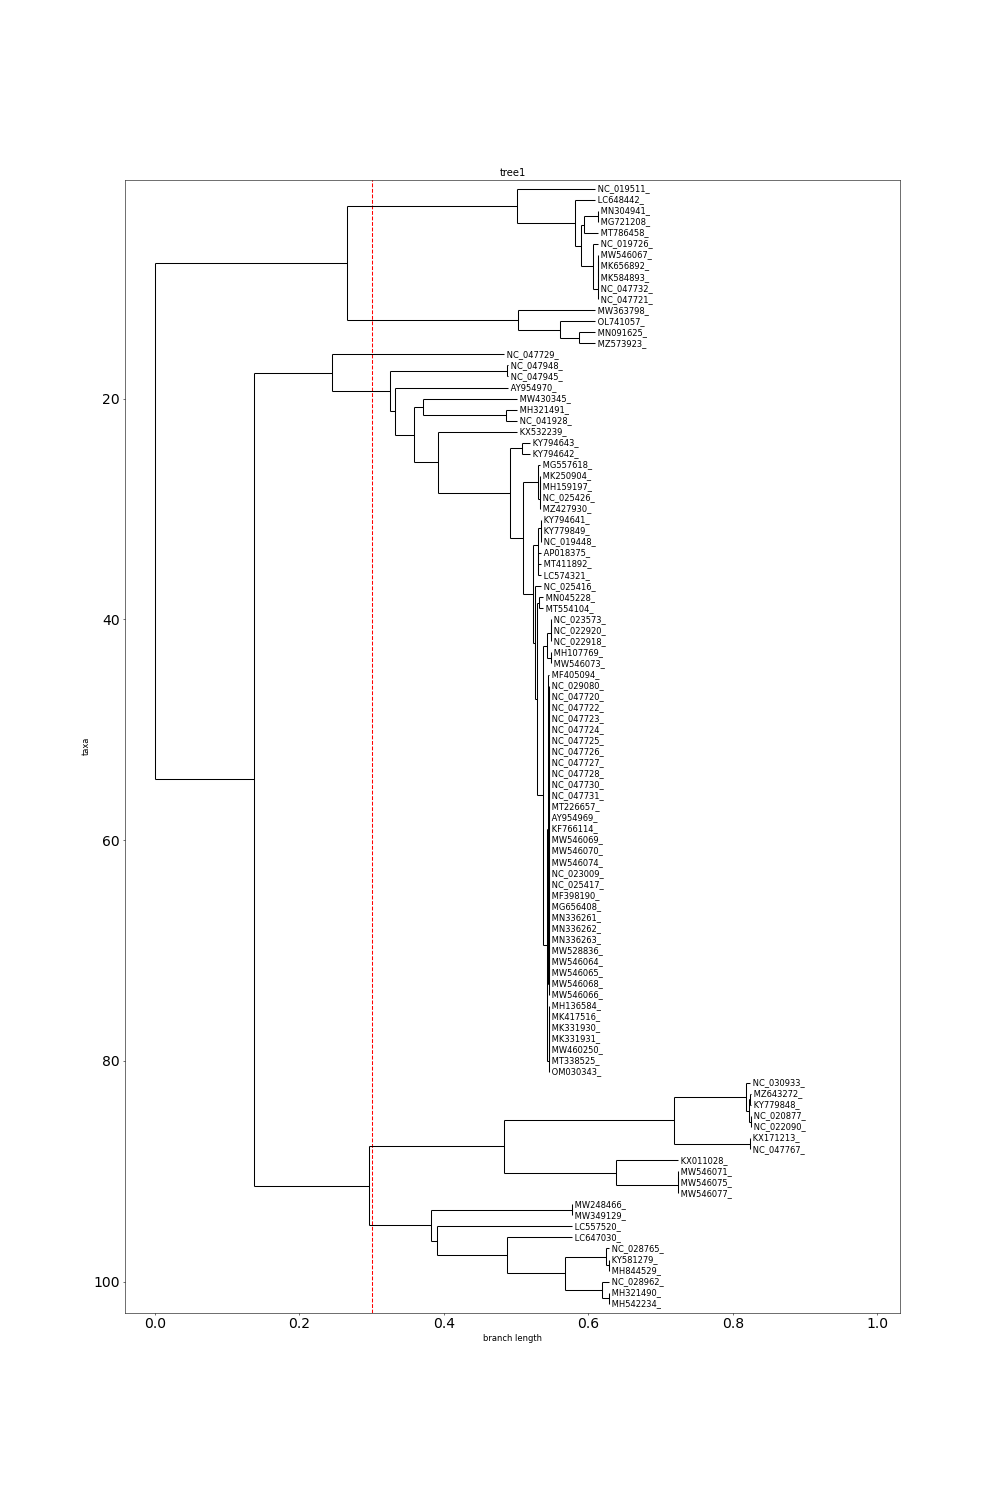 tree1
NC_019511_
LC648442_
MN304941_
MG721208_
MT786458_
NC_019726_
MW546067_
MK656892_
MK584893_
NC_047732_
NC_047721_
MW363798_
OL741057_
MN091625_
MZ573923_
NC_047729_
NC_047948_
NC_047945_
AY954970_
20
MW430345_
MH321491_
NC_041928_
KX532239_
KY794643_
KY794642_
MG557618_
MK250904_
MH159197_
NC_025426_
MZ427930_
KY794641_
KY779849_
NC_019448_
AP018375_
MT411892_
LC574321_
NC_025416_
MN045228_
MT554104_
40
NC_023573_
NC_022920_
NC_022918_
MH107769_
MW546073_
MF405094_
NC_029080_
NC_047720_
NC_047722_
NC_047723_
NC_047724_
NC_047725_
NC_047726_
taxa
NC_047727_
NC_047728_
NC_047730_
NC_047731_
MT226657_
AY954969_
KF766114_
60
MW546069_
MW546070_
MW546074_
NC_023009_
NC_025417_
MF398190_
MG656408_
MN336261_
MN336262_
MN336263_
MW528836_
MW546064_
MW546065_
MW546068_
MW546066_
MH136584_
MK417516_
MK331930_
MK331931_
MW460250_
80
MT338525_
OM030343_
NC_030933_
MZ643272_
KY779848_
NC_020877_
NC_022090_
KX171213_
NC_047767_
KX011028_
MW546071_
MW546075_
MW546077_
MW248466_
MW349129_
LC557520_
LC647030_
NC_028765_
KY581279_
MH844529_
100
NC_028962_
MH321490_
MH542234_
0.0 0.2 0.4 0.6 0.8 1.0
branch length